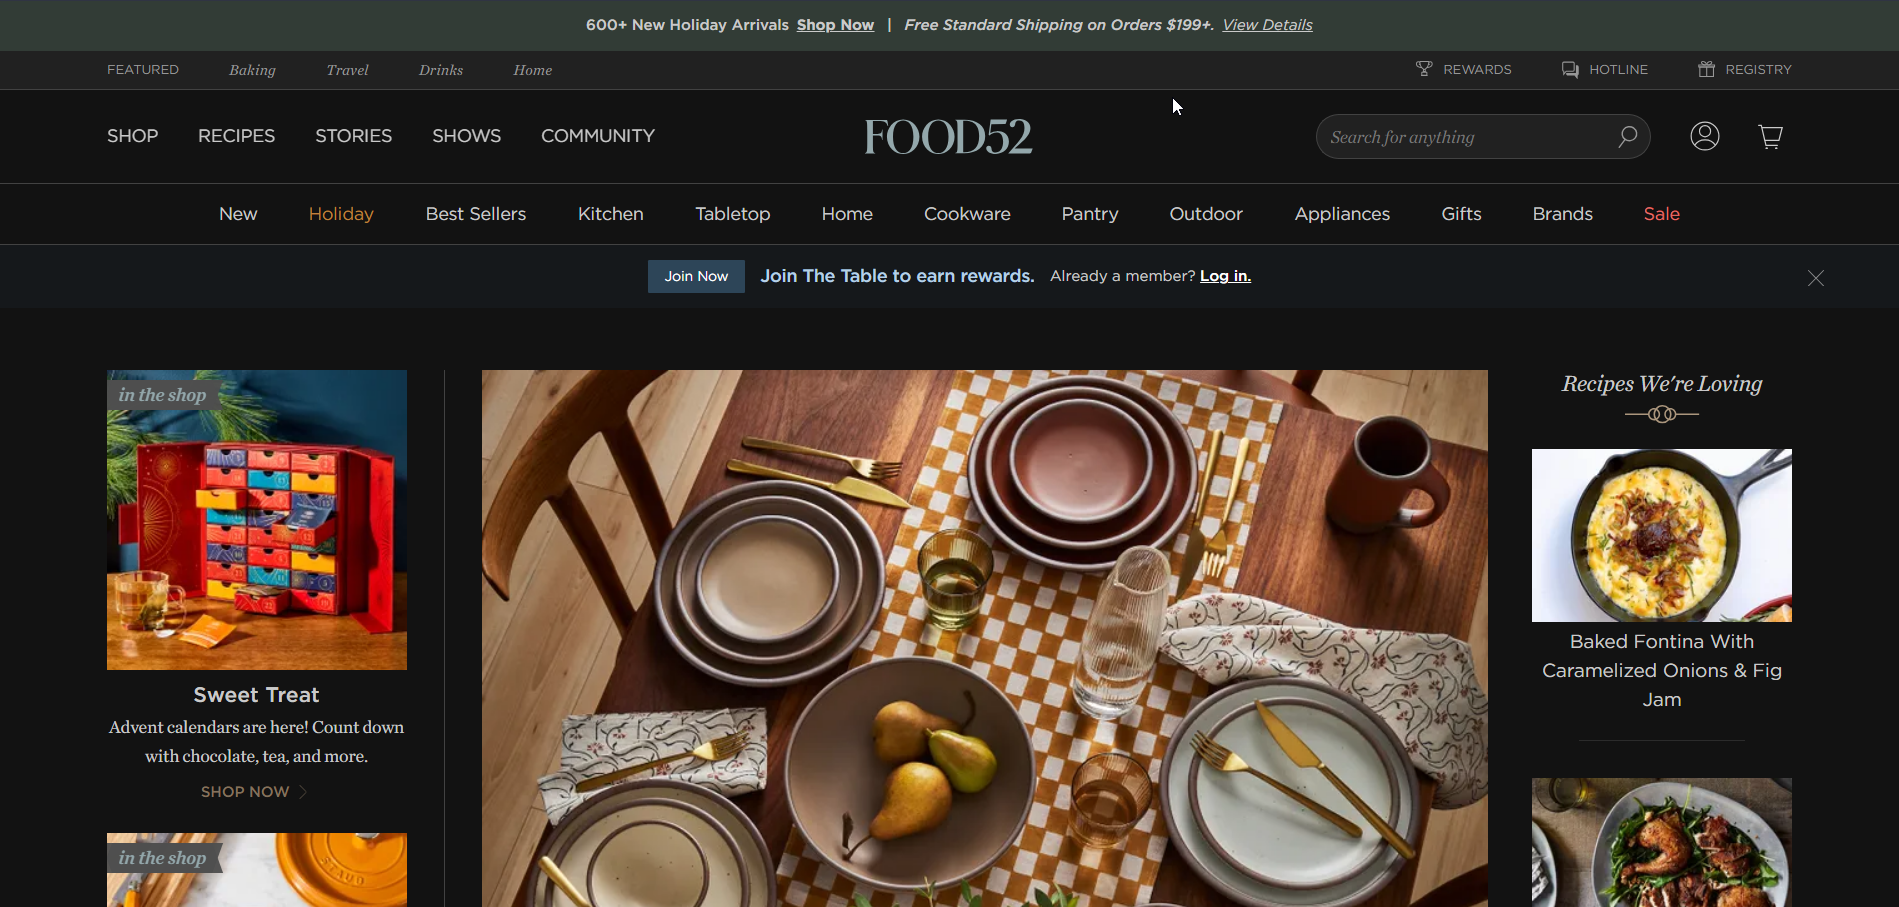 600+ New Holiday Arrivals Shop Now | Free Standard Shipping on Orders $199+. View Details
FEATURED Baking Travel Drinks Home REWARDS HOTLINE REGISTRY
SHOP RECIPES STORIES SHOWS COMMUNITY FOOD52 Search for anything
New Holiday Best Sellers Kitchen Tabletop Home Cookware Pantry Outdoor Appliances Gifts Brands Sale
Join Now Join The Table to earn rewards. Already a member? Log in.
in the shop
Sweet Treat
Advent calendars are here! Count down
with chocolate, tea, and more.
SHOP NOW
in the shop
STAUB
Recipes We're Loving
Baked Fontina With
Caramelized Onions & Fig
Jam